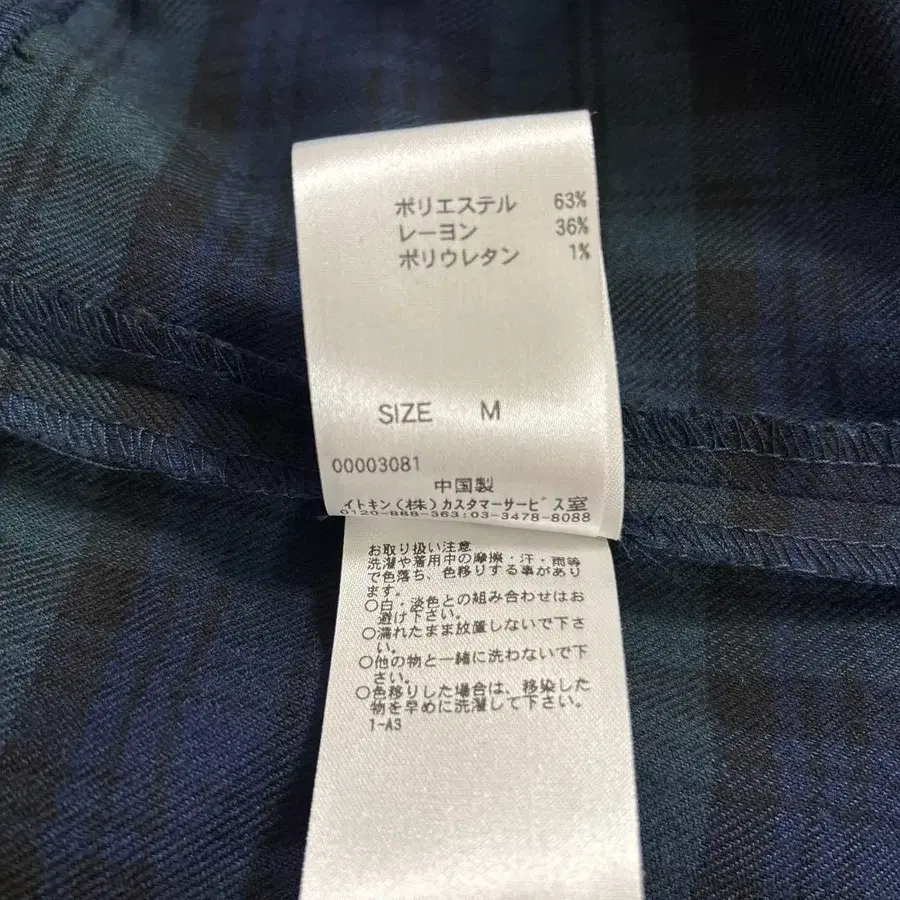 ポリエステル 63%
レーヨン 36%
ポリウレタン 1%
SIZE M
00003081
中国製
イトキン(株)カスタマーサービス室
0120-888-363:03-3478-8088
お取り扱い注意
洗濯や着用中の摩擦・汗・雨等
で色落ち、色移りする事があり
ます。
○白・淡色との組み合わせはお
避け下さい。
○濡れたまま放置しないで下さ
い。
○他の物と一緒に洗わないで下
さい。
○色移りした場合は、移染した
物を早めに洗濯して下さい。
1-A3